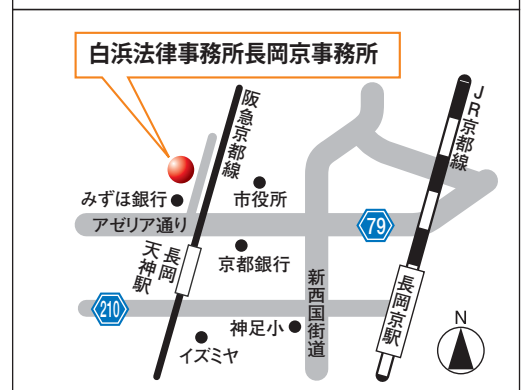 白浜法律事務所長岡京事務所
阪急京都線
JR京都線
みずほ銀行
市役所
アゼリア通り
79
長岡
天神駅
京都銀行
新西国街道
長岡京駅
210
神足小
イズミヤ
N